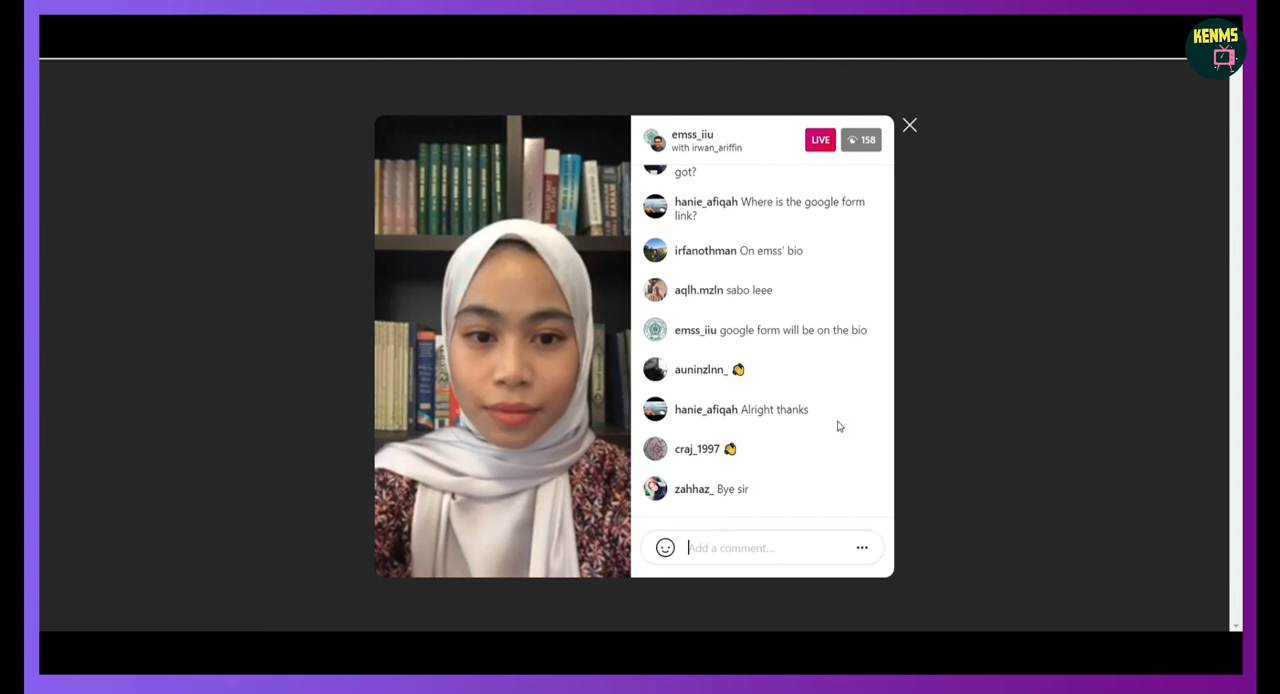 KENMS
emss_iiu
with irwan_ariffin
LIVE
158
got?
hanie_afiqah Where is the google form
link?
irfanothman On emss' bio
aqlh.mzln sabo leee
emss_iiu google form will be on the bio
auninzlnn_ 👏
hanie_afiqah Alright thanks
craj_1997 👏
zahhaz_ Bye sir
Add a comment...